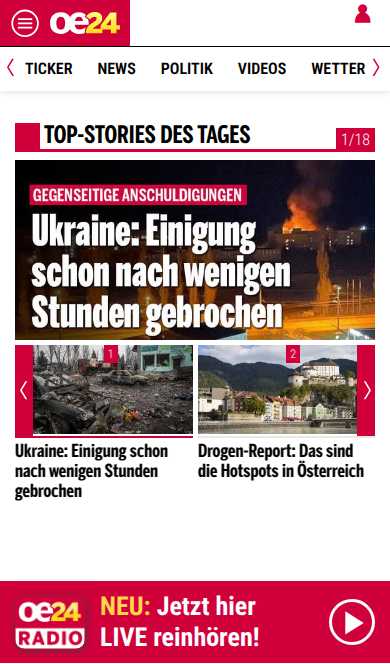 oe24
TICKER NEWS POLITIK VIDEOS WETTER
TOP-STORIES DES TAGES
1/18
GEGENSEITIGE ANSCHULDIGUNGEN
Ukraine: Einigung
schon nach wenigen
Stunden gebrochen
1
2
Ukraine: Einigung schon
nach wenigen Stunden
gebrochen
Drogen-Report: Das sind
die Hotspots in Österreich
oe24
RADIO
NEU: Jetzt hier
LIVE reinhören!